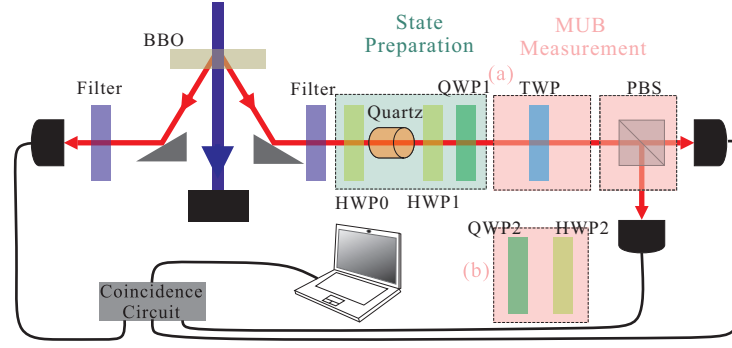 BBO
State
Preparation
MUB
Measurement
(a)
Filter
Filter
QWP1
TWP
PBS
Quartz
HWP0
HWP1
QWP2
HWP2
(b)
Coincidence
Circuit